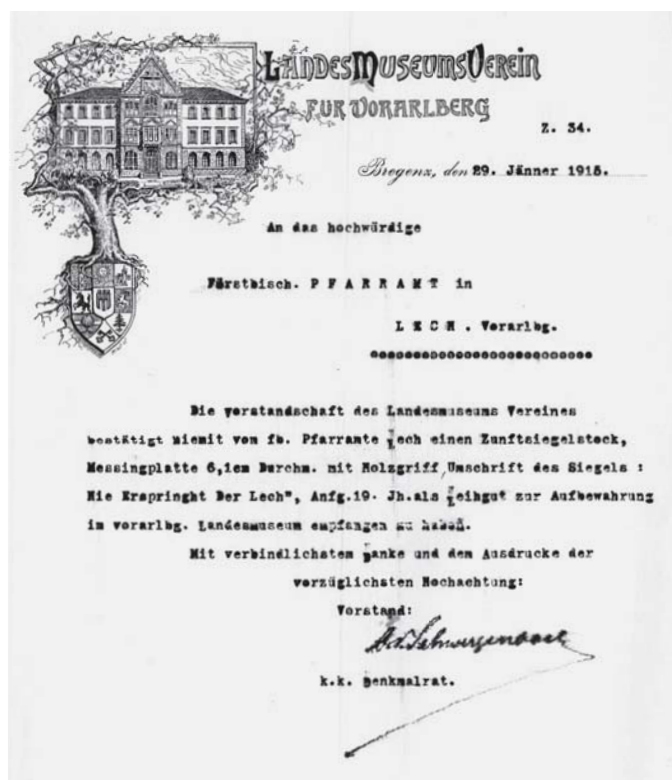 LANDESMUSEUMSVEREIN
FÜR VORARLBERG
Z. 34.
Bregenz, den 29. Jänner 1915.
An das hochwürdige
Fürstbisch. PFARRAMT in
LECH. Vorarlbg.
Die vorstandschaft des Landesmuseums Vereines
bestätigt hiemit vom fb. Pfarramte Lech einen Zunftsiegelstock,
Messingplatte 6,1cm Durchm. mit Holzgriff, Umschrift des Siegels :
Hie Erspringht Der Lech", Anfg.19. Jh.als Leihgut zur Aufbewahrung
im vorarlbg. Landesmuseum empfangen zu haben.
Mit verbindlichstem Danke und dem Ausdrucke der
vorzüglichsten Hochachtung:
Vorstand:
k.k. Denkmalrat.